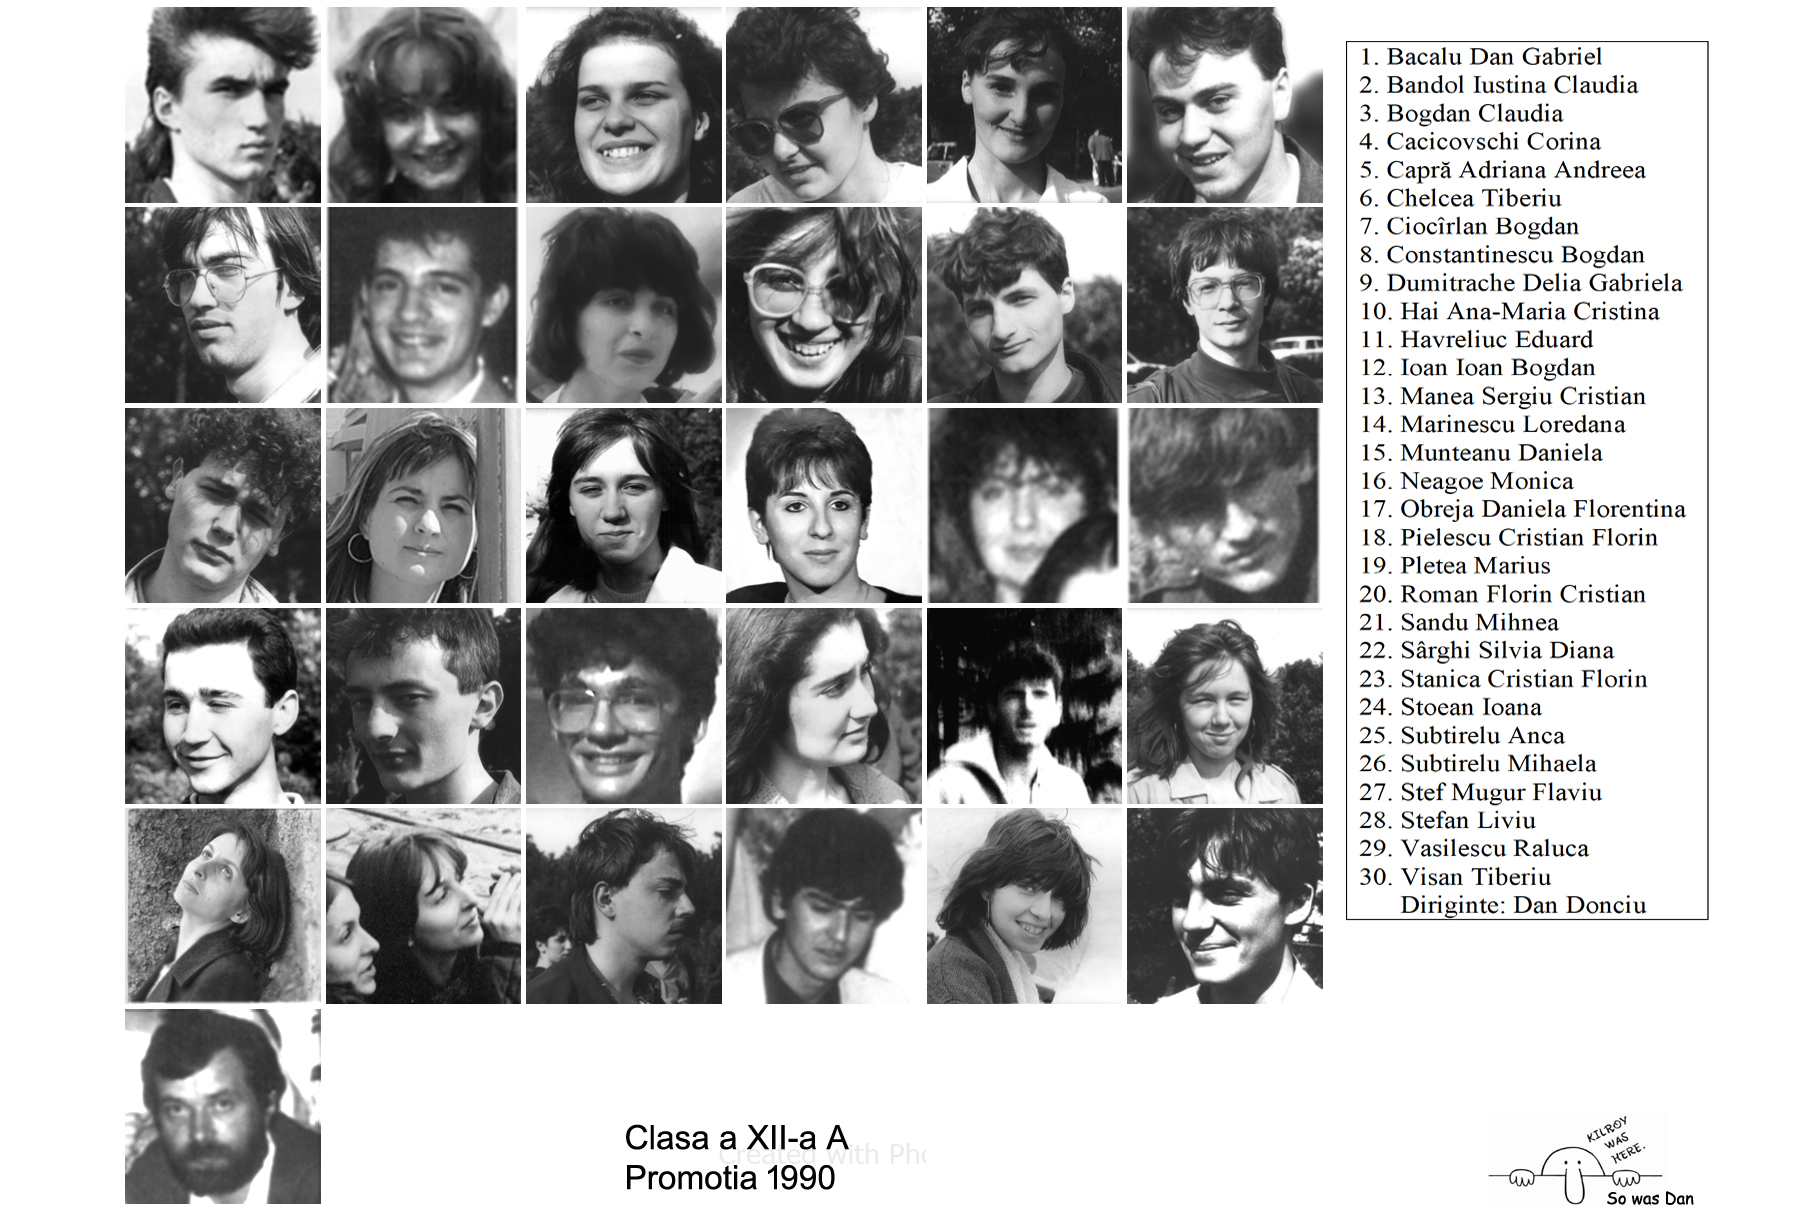 1. Bacalu Dan Gabriel
2. Bandol Iustina Claudia
3. Bogdan Claudia
4. Cacicovschi Corina
5. Capră Adriana Andreea
6. Chelcea Tiberiu
7. Ciocîrlan Bogdan
8. Constantinescu Bogdan
9. Dumitrache Delia Gabriela
10. Hai Ana-Maria Cristina
11. Havreliuc Eduard
12. Ioan Ioan Bogdan
13. Manea Sergiu Cristian
14. Marinescu Loredana
15. Munteanu Daniela
16. Neagoe Monica
17. Obreja Daniela Florentina
18. Pielescu Cristian Florin
19. Pletea Marius
20. Roman Florin Cristian
21. Sandu Mihnea
22. Sârghi Silvia Diana
23. Stanica Cristian Florin
24. Stoean Ioana
25. Subtirelu Anca
26. Subtirelu Mihaela
27. Stef Mugur Flaviu
28. Stefan Liviu
29. Vasilescu Raluca
30. Visan Tiberiu
Diriginte: Dan Donciu
Clasa a XII-a A
Created with Pho
Promotia 1990
KILROY
WAS
HERE.
So was Dan